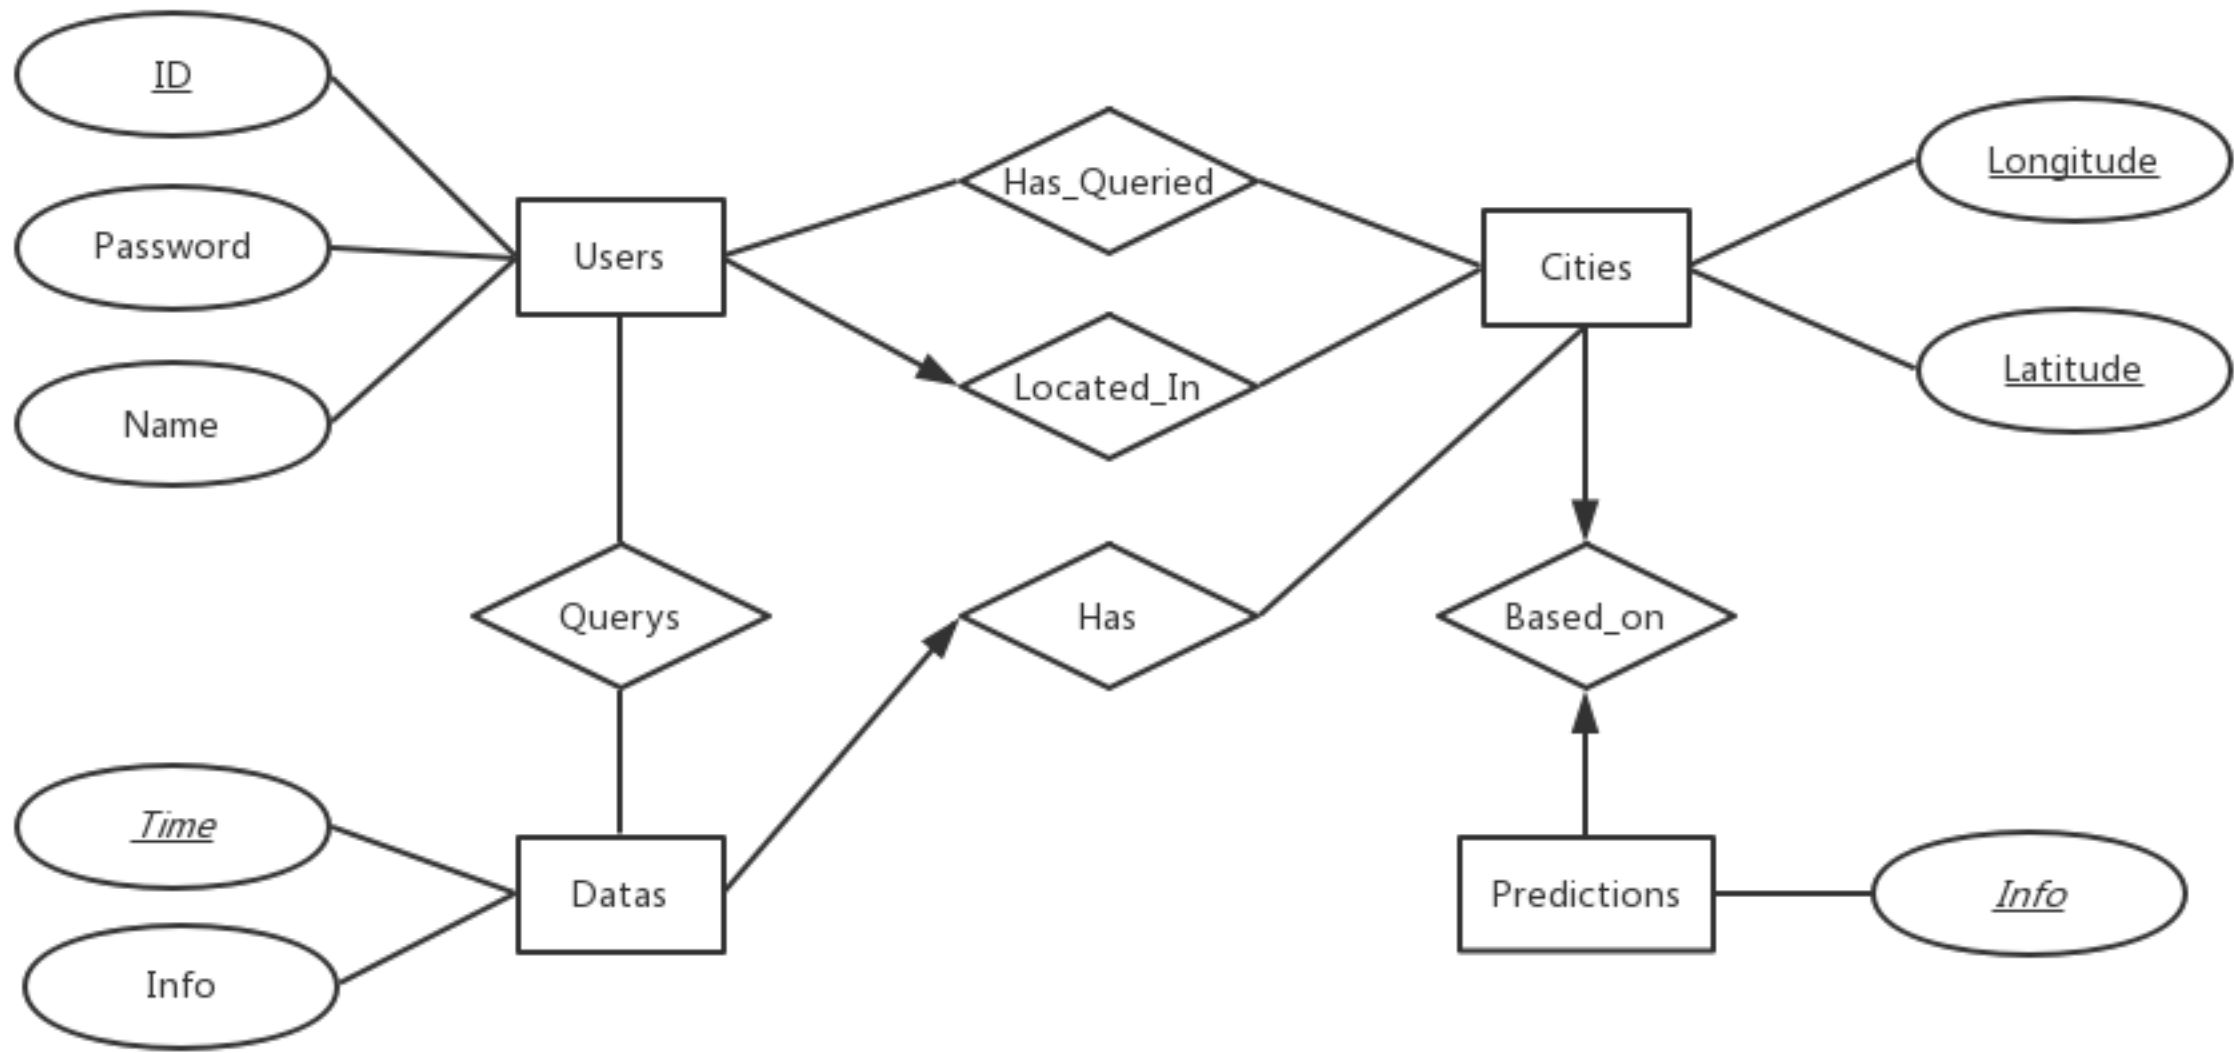 ID
Password
Name
Users
Has_Queried
Located_In
Cities
Longitude
Latitude
Querys
Has
Based_on
Time
Info
Datas
Predictions
Info